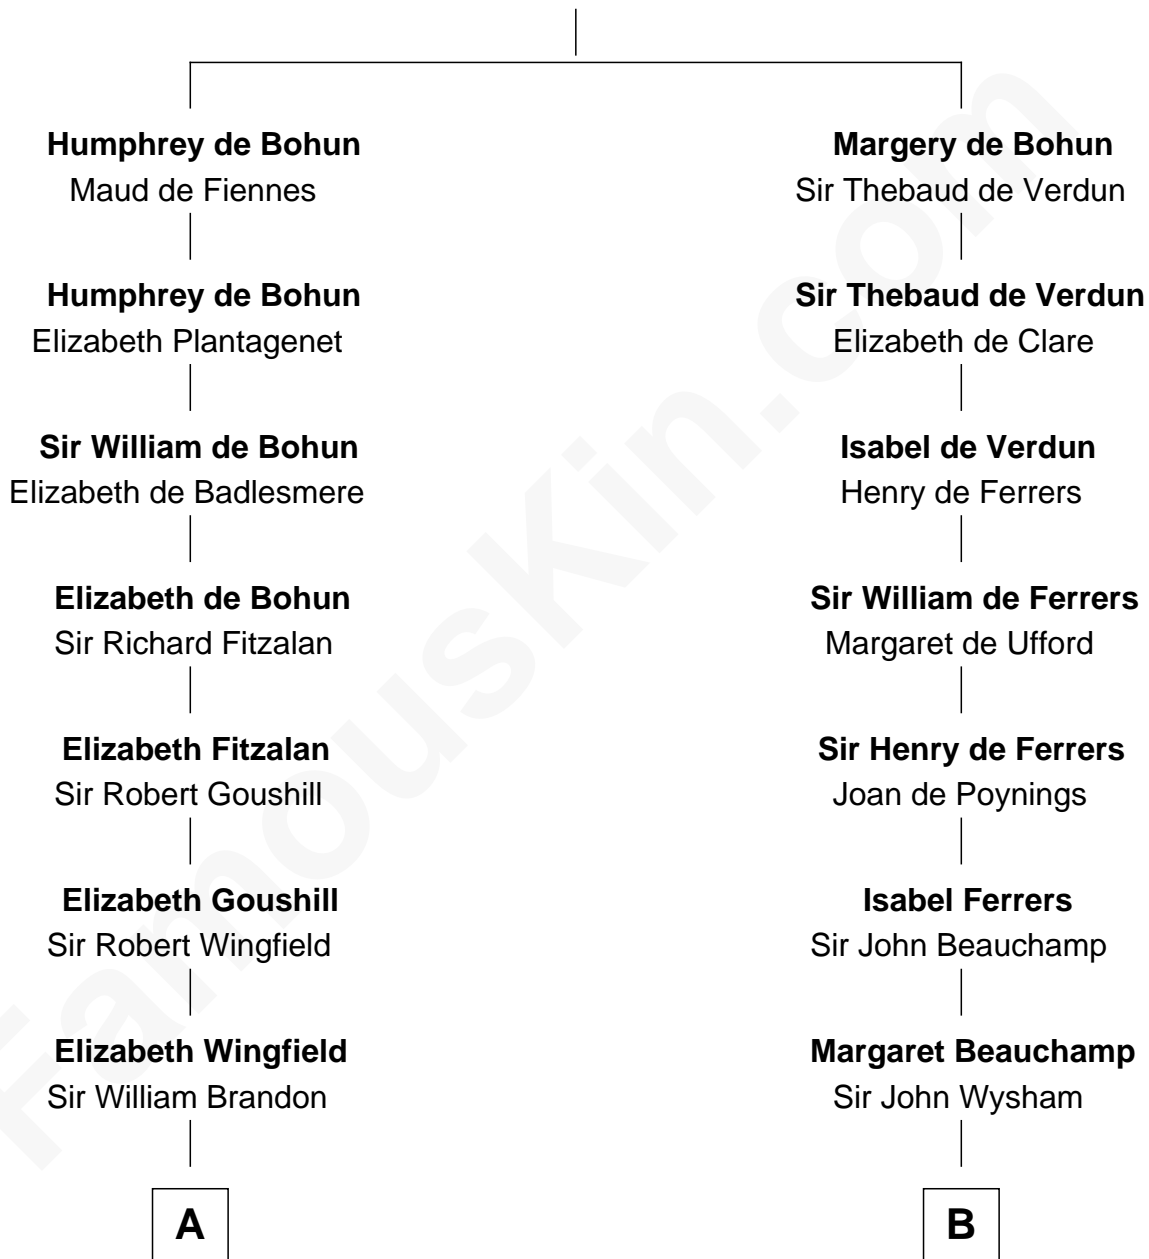 Humphrey de Bohun
Maud de Fiennes
Humphrey de Bohun
Elizabeth Plantagenet
Sir William de Bohun
Elizabeth de Badlesmere
Elizabeth de Bohun
Sir Richard Fitzalan
Elizabeth Fitzalan
Sir Robert Goushill
Elizabeth Goushill
Sir Robert Wingfield
Elizabeth Wingfield
Sir William Brandon
A
Margery de Bohun
Sir Thebaud de Verdun
Sir Thebaud de Verdun
Elizabeth de Clare
Isabel de Verdun
Henry de Ferrers
Sir William de Ferrers
Margaret de Ufford
Sir Henry de Ferrers
Joan de Poynings
Isabel Ferrers
Sir John Beauchamp
Margaret Beauchamp
Sir John Wysham
B
FamousKin.com